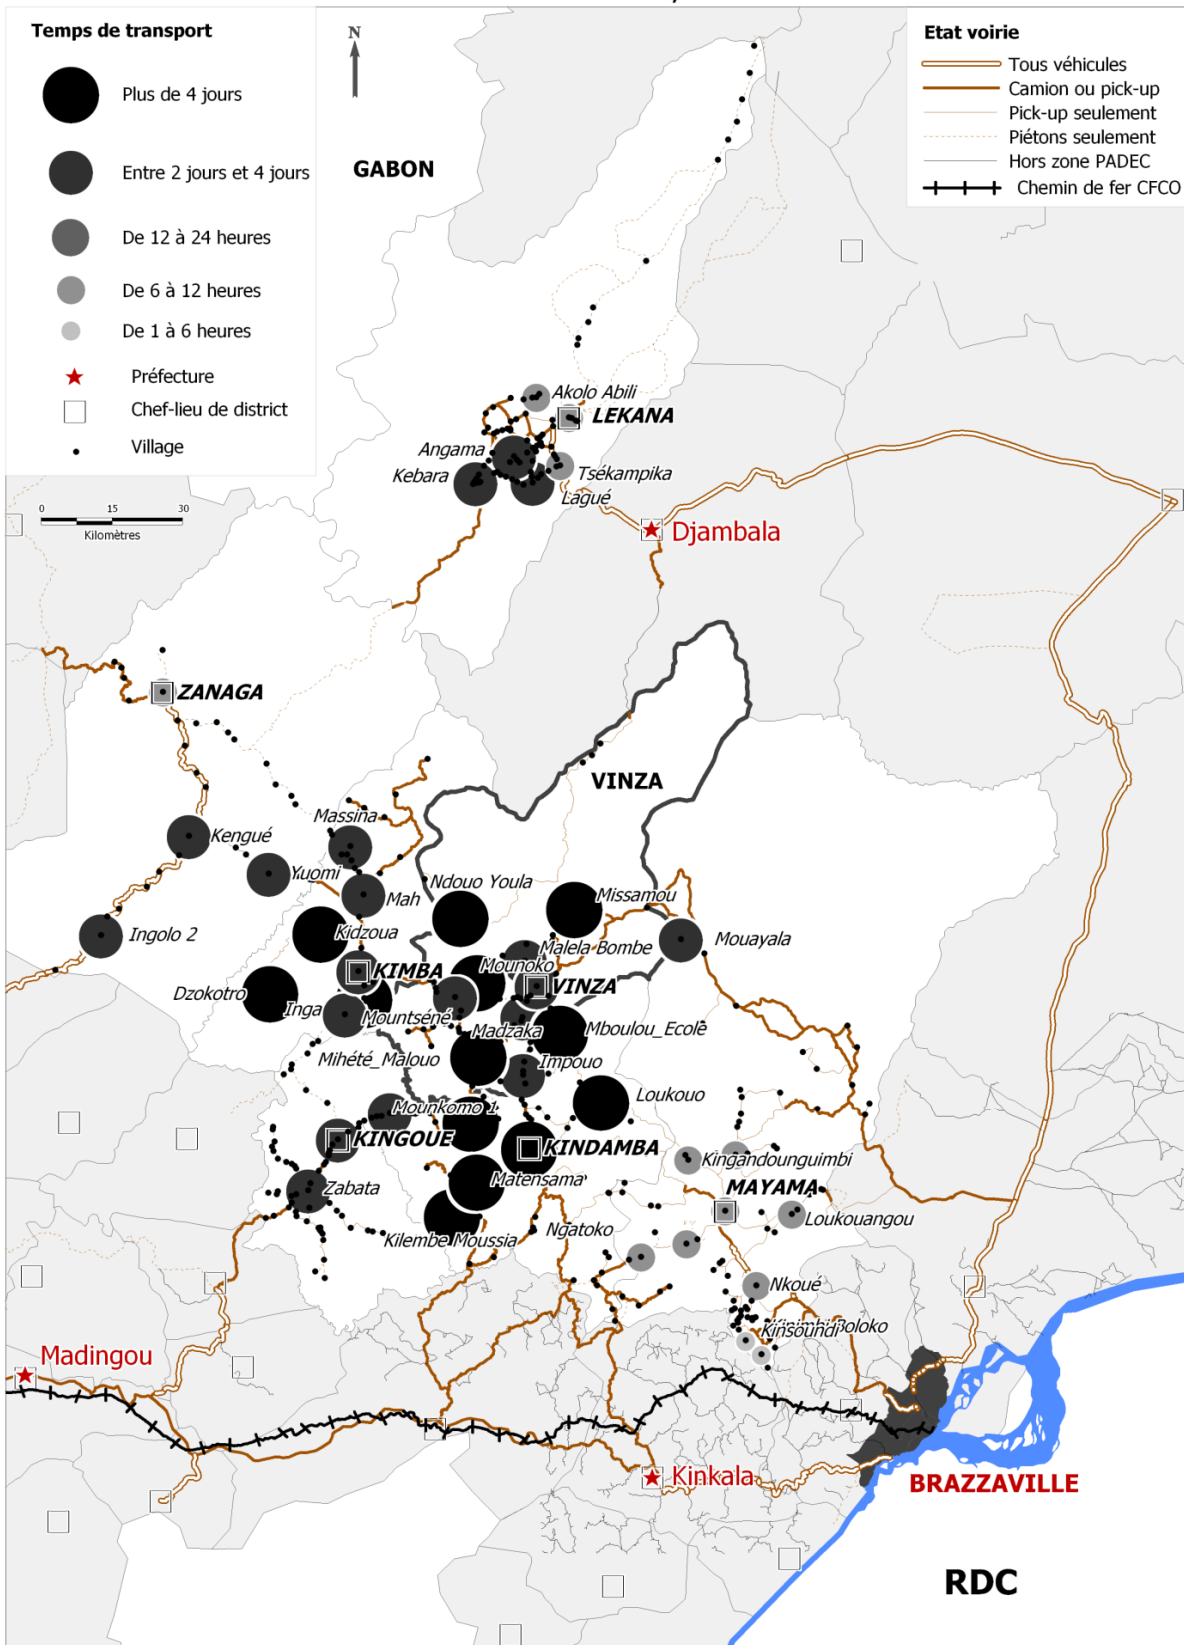 Temps de transport
Plus de 4 jours
Entre 2 jours et 4 jours
De 12 à 24 heures
De 6 à 12 heures
De 1 à 6 heures
Préfecture
Chef-lieu de district
Village
N
GABON
Etat voirie
Tous véhicules
Camion ou pick-up
Pick-up seulement
Piétons seulement
Hors zone PADEC
Chemin de fer CFCO
0 15 30
Kilomètres
Akolo Abili
LEKANA
Angama
Kebara
Tsékampika
Lagué
Djambala
ZANAGA
VINZA
Massina
Kengué
Yuomi
Mah
Ndouo Youla
Missamou
Ingolo 2
Kidzoua
Malela Bombe
Mouayala
KIMBA
Mounoko
VINZA
Dzokotro
Inga
Mountséné
Madzaka
Mboulou_Ecole
Mihété_Malouo
Impouo
Loukouo
Mounkomo 1
KINGOUE
KINDAMBA
Kingandounguimbi
Zabata
Matensama
MAYAMA
Loukouangou
Kilembe Moussia
Ngatoko
Nkoué
Kinsoundi
Madingou
Kinkala
BRAZZAVILLE
RDC